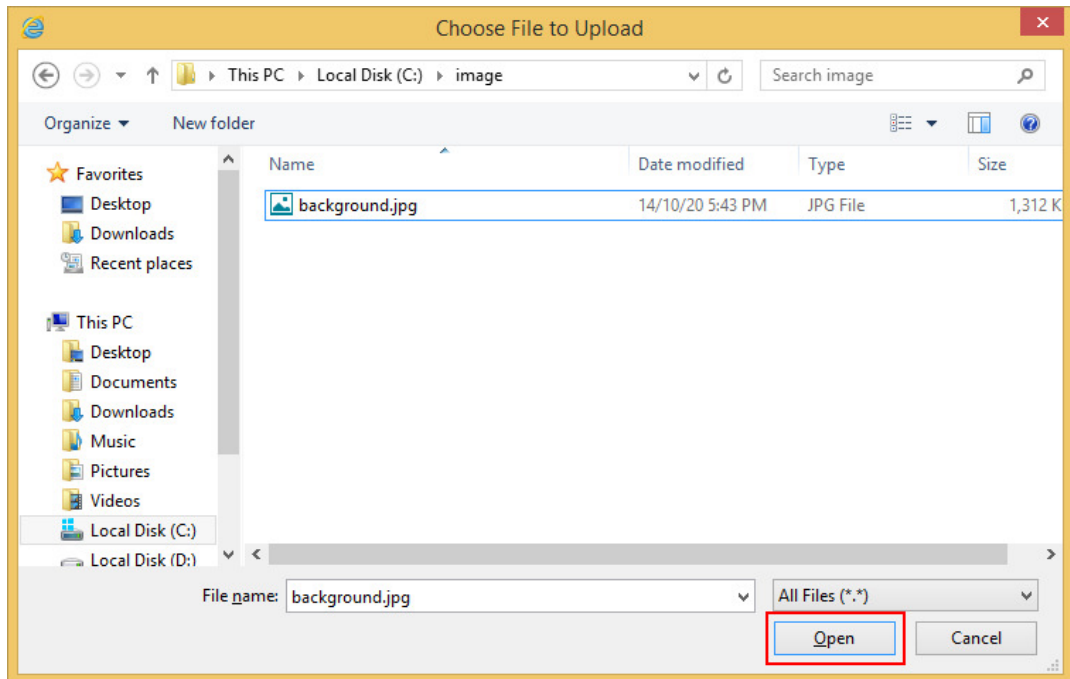 Choose File to Upload
This PC Local Disk (C:) image
Search image
Organize New folder
Name Date modified Type Size
background.jpg 14/10/20 5:43 PM JPG File 1,312 K
Favorites
Desktop
Downloads
Recent places
This PC
Desktop
Documents
Downloads
Music
Pictures
Videos
Local Disk (C:)
Local Disk (D:)
File name: background.jpg All Files (*.*)
Open Cancel